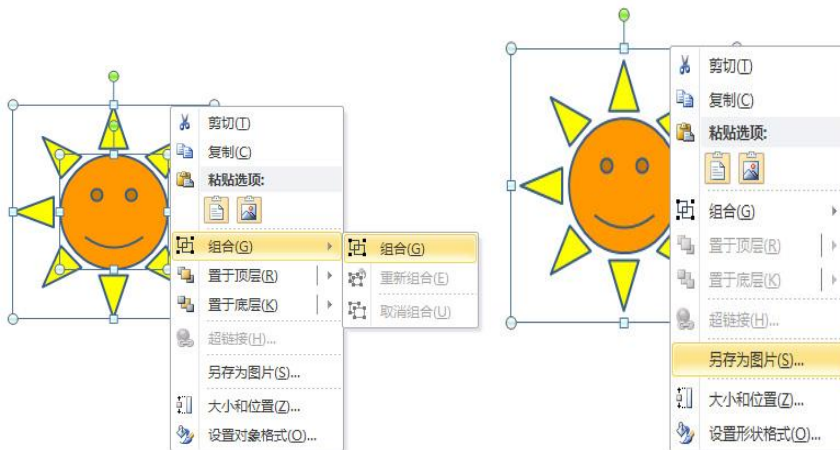 剪切(T)
复制(C)
粘贴选项:
组合(G)
置于顶层(R)
置于底层(K)
超链接(H)...
另存为图片(S)...
大小和位置(Z)...
设置对象格式(O)...
组合(G)
重新组合(E)
取消组合(U)
剪切(T)
复制(C)
粘贴选项:
组合(G)
置于顶层(R)
置于底层(K)
超链接(H)...
另存为图片(S)...
大小和位置(Z)...
设置形状格式(O)...